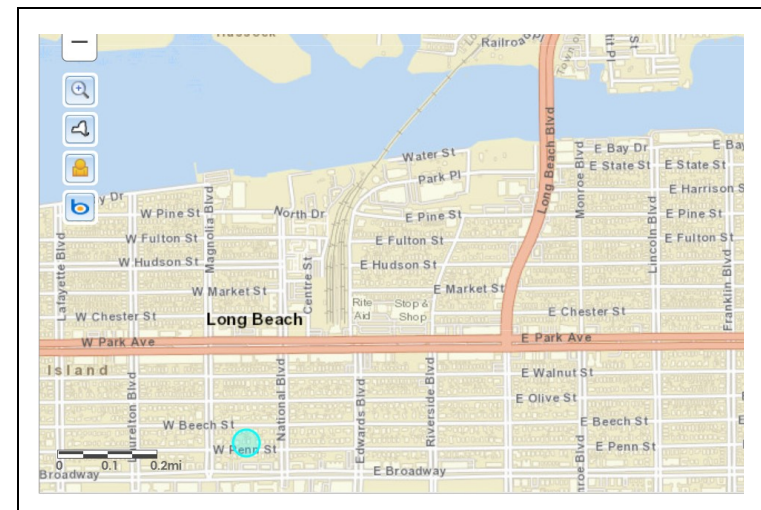 Railroad
Long Beach Blvd
Monroe Blvd
E Bay Dr
Water St
E State St
E State St
Park Pl
E Harrison S
y Dr
W Pine St
Magnolia Blvd
North Dr
E Pine St
E Pine St
Lafayette Blvd
W Fulton St
E Fulton St
Lincoln Blvd
E Fulton St
W Hudson St
Centre St
E Hudson St
Franklin Blvd
W Market St
E Market St
Rite
Aid
Stop &
Shop
W Chester St
Long Beach
E Chester St
W Park Ave
E Park Ave
Island
E Walnut St
National Blvd
Edwards Blvd
Riverside Blvd
E Olive St
W Beech St
E Beech St
W Penn St
E Penn St
0 0.1 0.2mi
Broadway
E Broadway
nroe Blvd